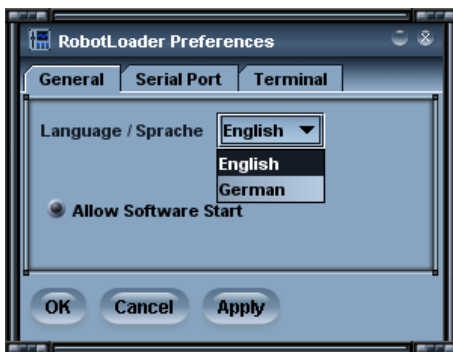 RobotLoader Preferences
General Serial Port Terminal
Language / Sprache English
English
German
Allow Software Start
OK Cancel Apply